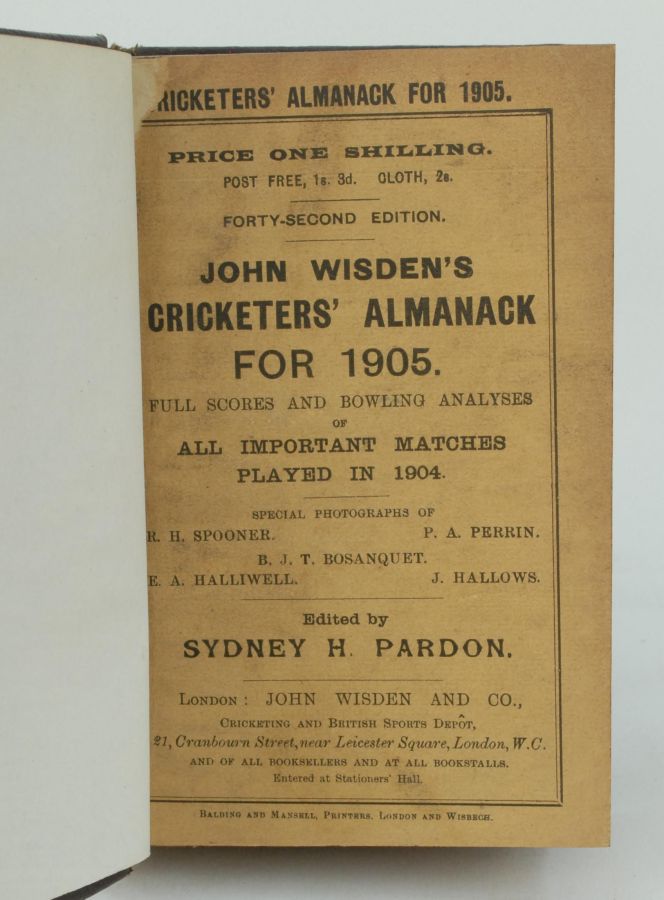 RICKETERS' ALMANACK FOR 1905.
PRICE ONE SHILLING.
POST FREE, 1s. 3d. CLOTH, 2s.
FORTY-SECOND EDITION.
JOHN WISDEN'S
CRICKETERS' ALMANACK
FOR 1905.
FULL SCORES AND BOWLING ANALYSES
OF
ALL IMPORTANT MATCHES
PLAYED IN 1904.
SPECIAL PHOTOGRAPHS OF
R. H. SPOONER. P. A. PERRIN.
B. J. T. BOSANQUET.
E. A. HALLIWELL. J. HALLOWS.
Edited by
SYDNEY H. PARDON.
LONDON: JOHN WISDEN AND CO.,
CRICKETING AND BRITISH SPORTS DEPÔT,
21, Cranbourn Street, near Leicester Square, London, W.C.
AND OF ALL BOOKSELLERS AND AT ALL BOOKSTALLS.
Entered at Stationers' Hall.
BALDING AND MANSELL, PRINTERS, LONDON AND WISBECH.